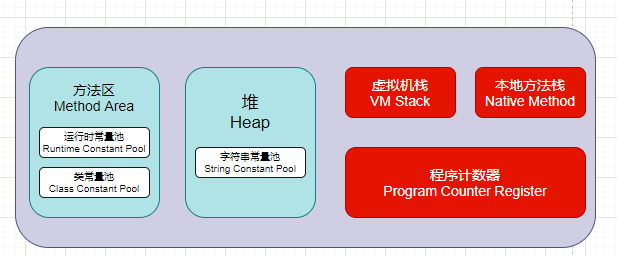 方法区
Method Area
运行时常量池
Runtime Constant Pool
类常量池
Class Constant Pool
堆
Heap
字符串常量池
String Constant Pool
虚拟机栈
VM Stack
本地方法栈
Native Method
程序计数器
Program Counter Register